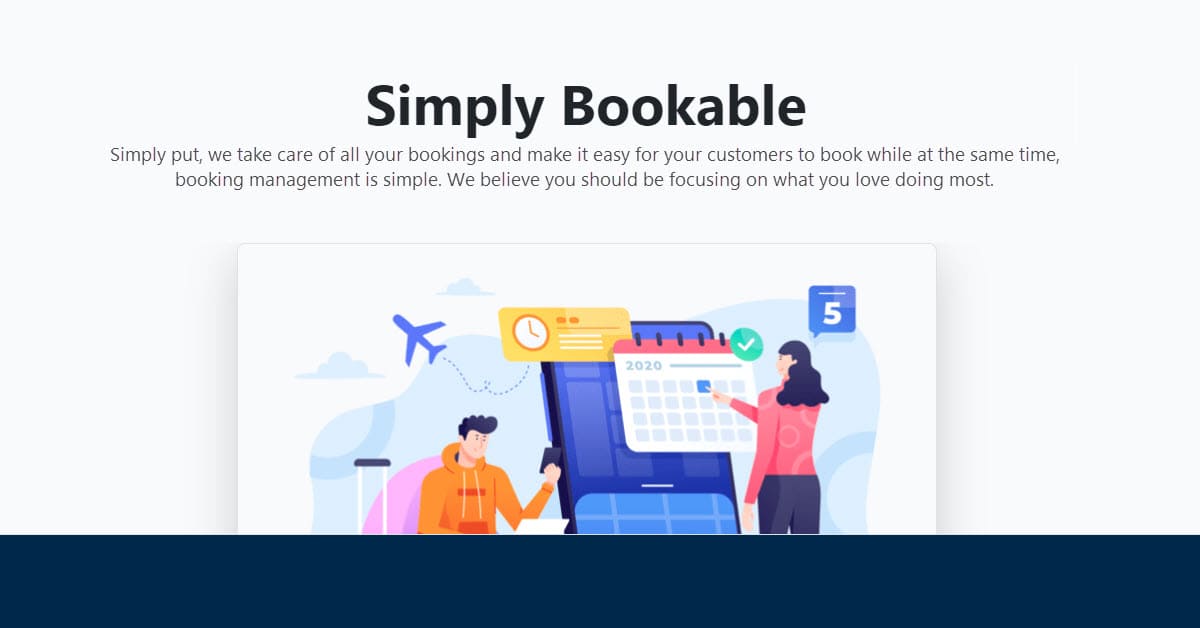 Simply Bookable
Simply put, we take care of all your bookings and make it easy for your customers to book while at the same time,
booking management is simple. We believe you should be focusing on what you love doing most.
5
2020